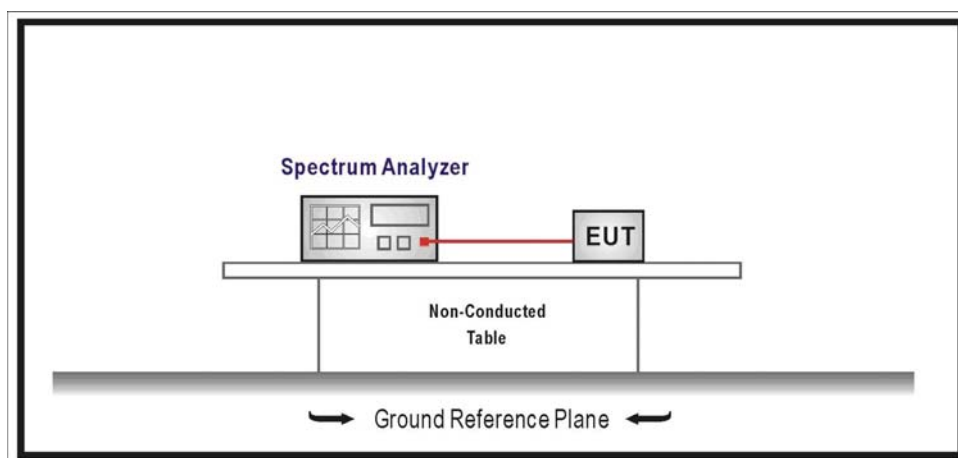 Spectrum Analyzer
EUT
Non-Conducted
Table
Ground Reference Plane